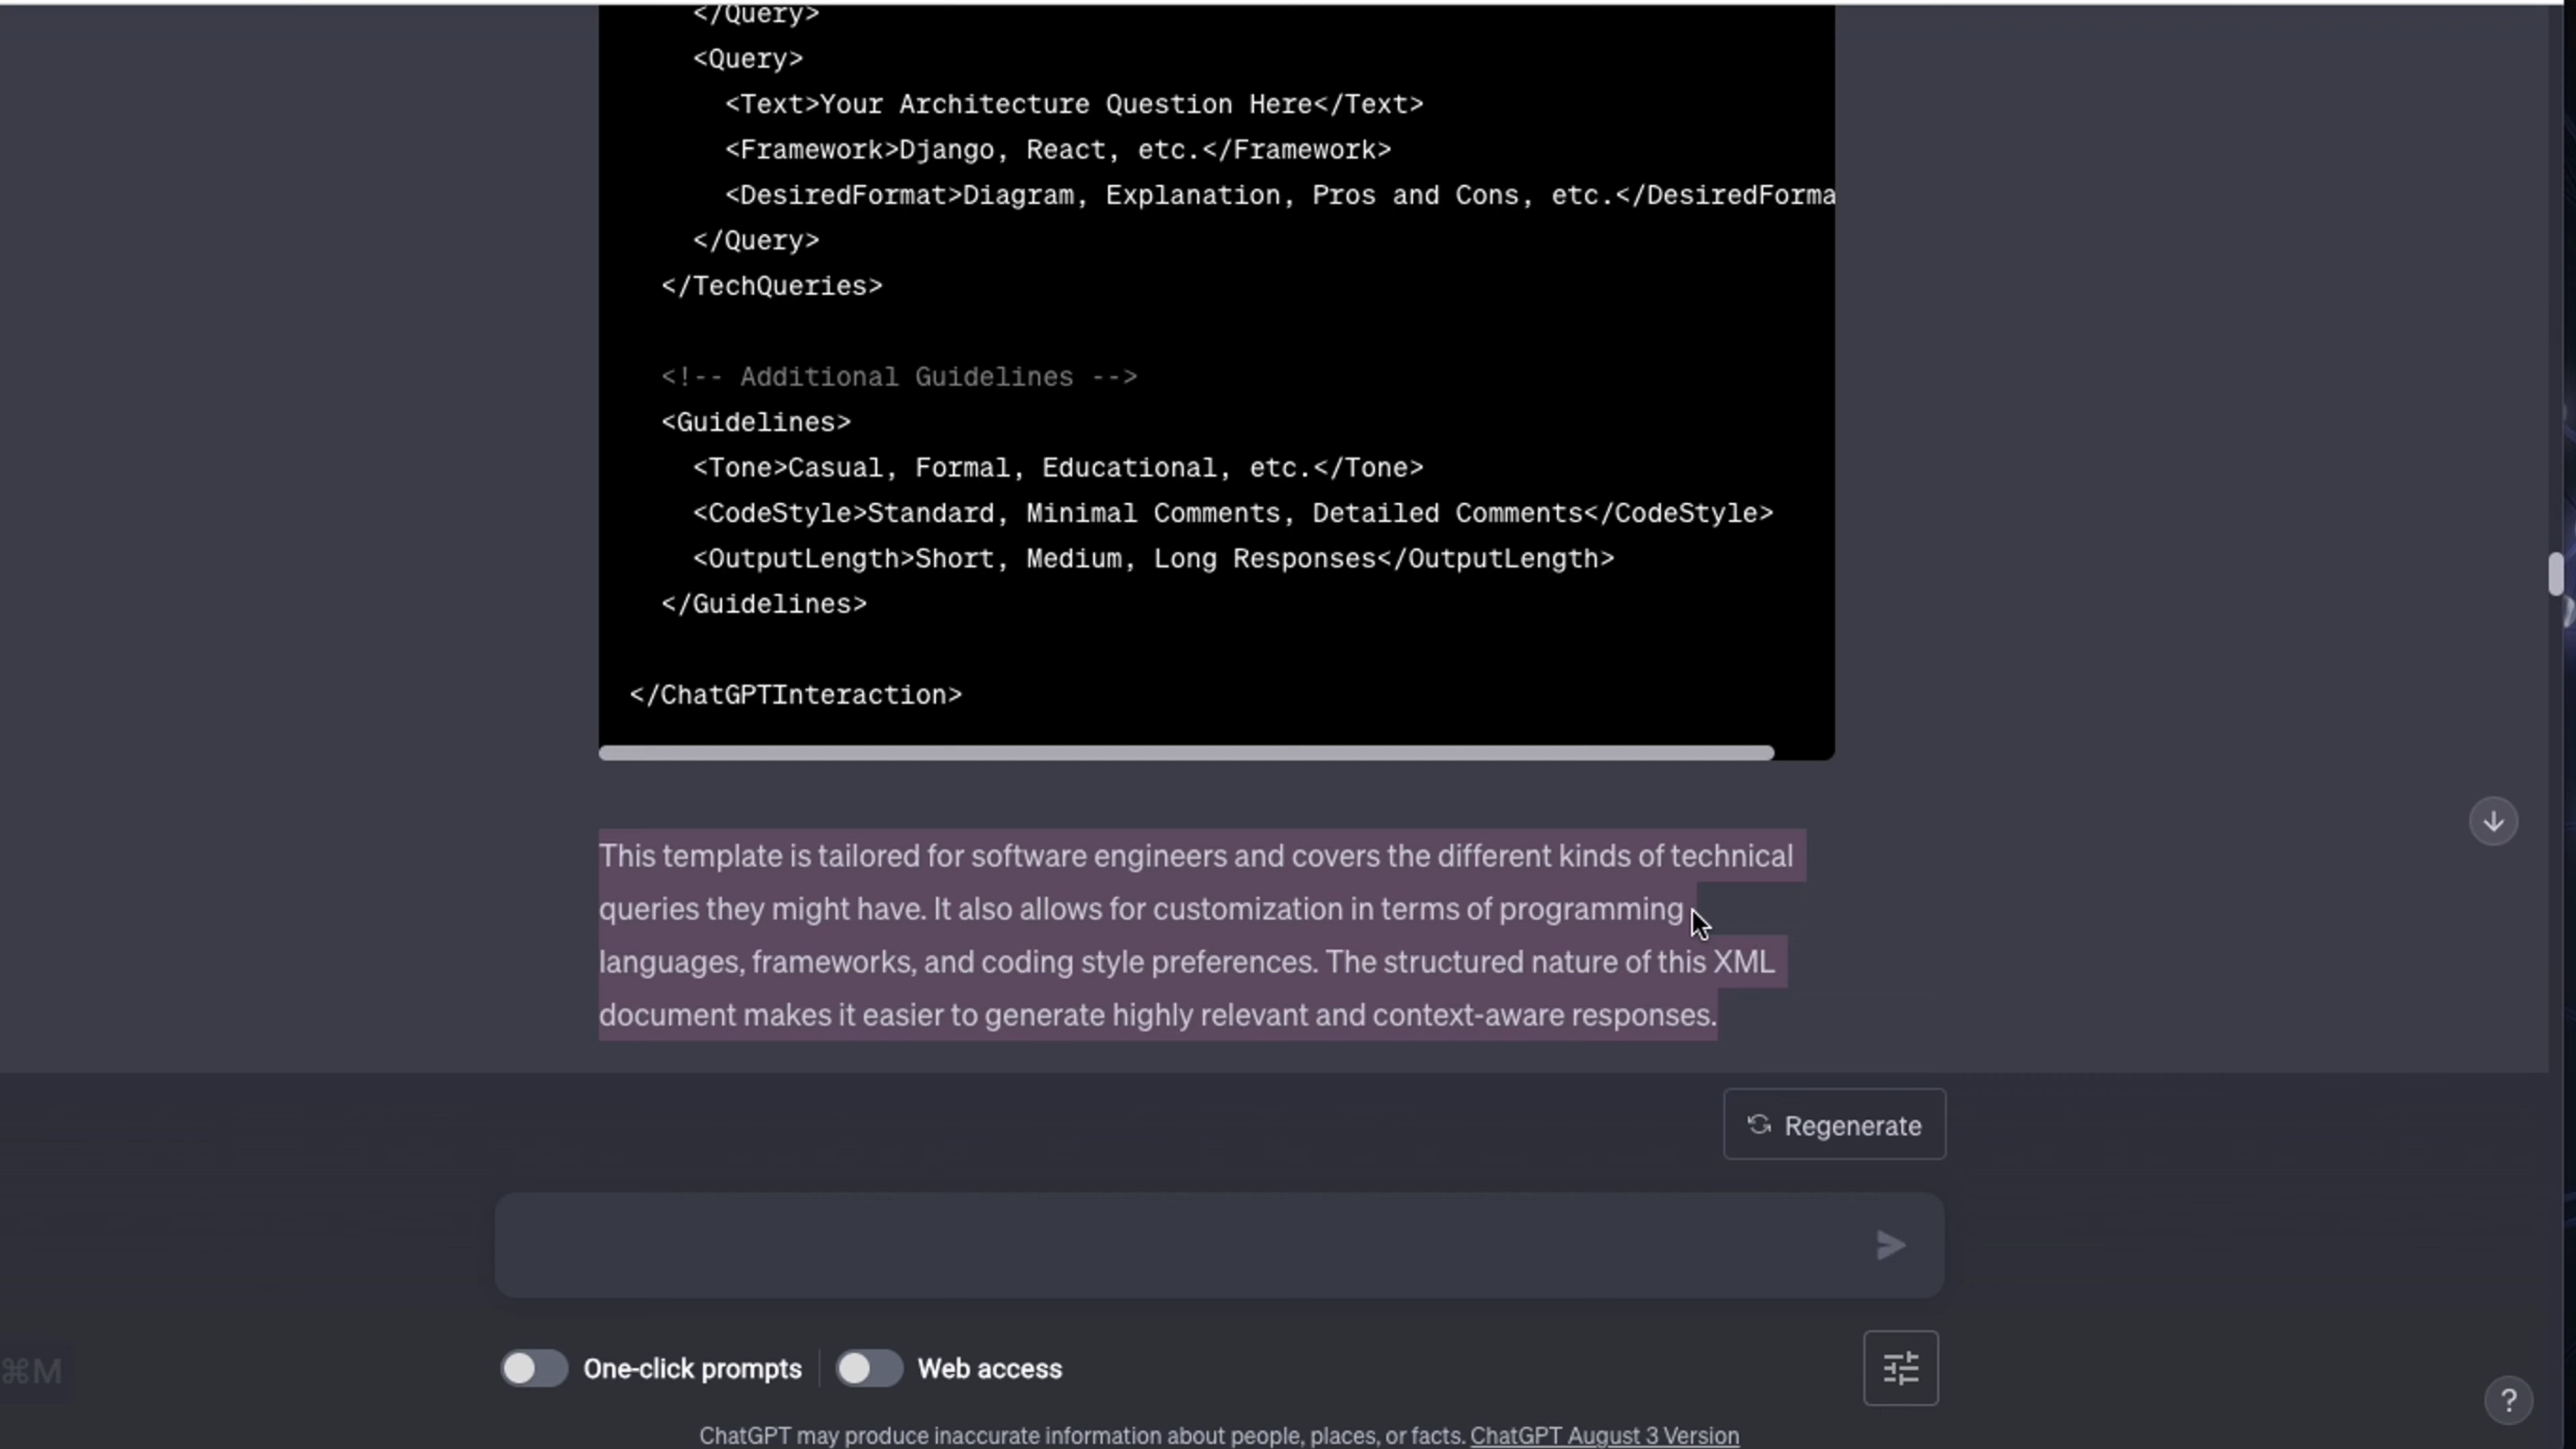 </Query>
<Query>
<Text>Your Architecture Question Here</Text>
<Framework>Django, React, etc.</Framework>
<DesiredFormat>Diagram, Explanation, Pros and Cons, etc.</DesiredForma
</Query>
</TechQueries>
<!-- Additional Guidelines -->
<Guidelines>
<Tone>Casual, Formal, Educational, etc.</Tone>
<CodeStyle>Standard, Minimal Comments, Detailed Comments</CodeStyle>
<OutputLength>Short, Medium, Long Responses</OutputLength>
</Guidelines>
</ChatGPTInteraction>
This template is tailored for software engineers and covers the different kinds of technical
queries they might have. It also allows for customization in terms of programming
languages, frameworks, and coding style preferences. The structured nature of this XML
document makes it easier to generate highly relevant and context-aware responses.
Regenerate
⌘M
One-click prompts
Web access
?
ChatGPT may produce inaccurate information about people, places, or facts. ChatGPT August 3 Version